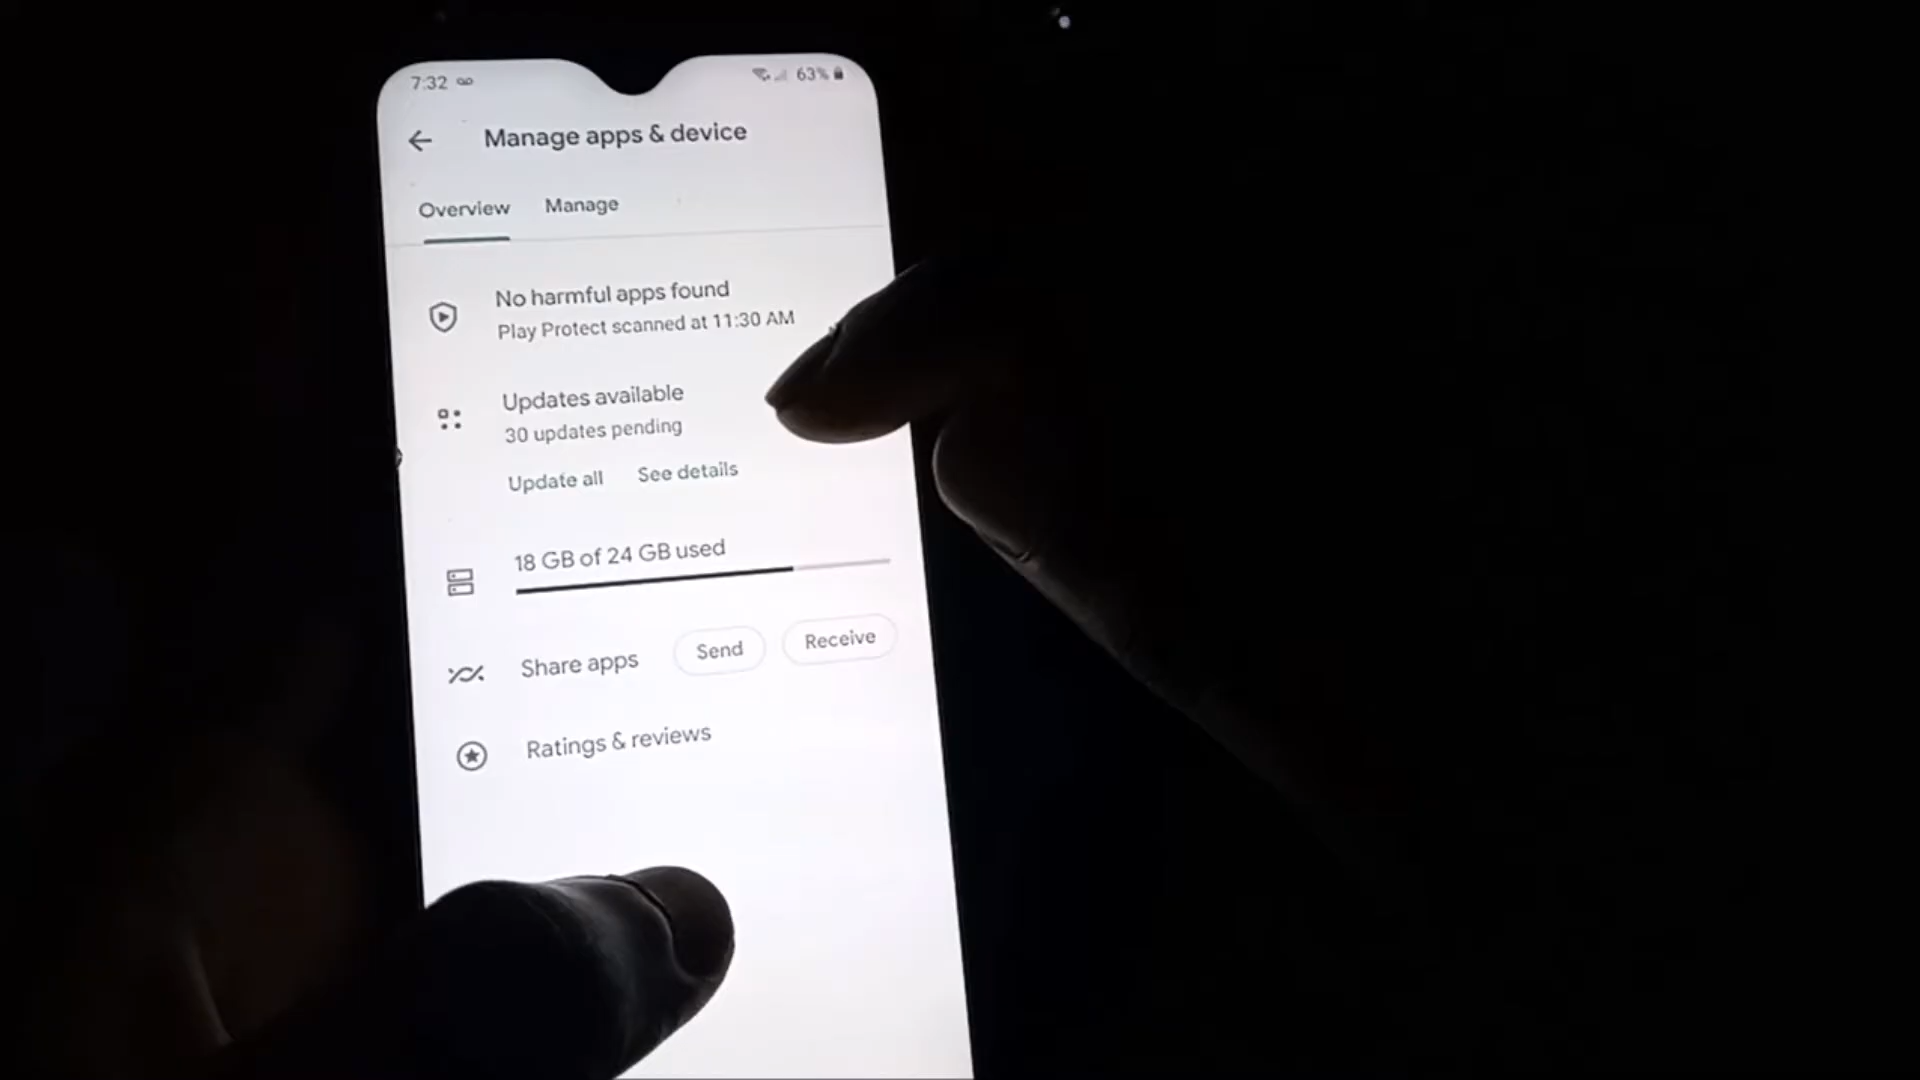 7:32
63%
Manage apps & device
Overview
Manage
No harmful apps found
Play Protect scanned at 11:30 AM
Updates available
30 updates pending
Update all
See details
18 GB of 24 GB used
Share apps
Send
Receive
Ratings & reviews